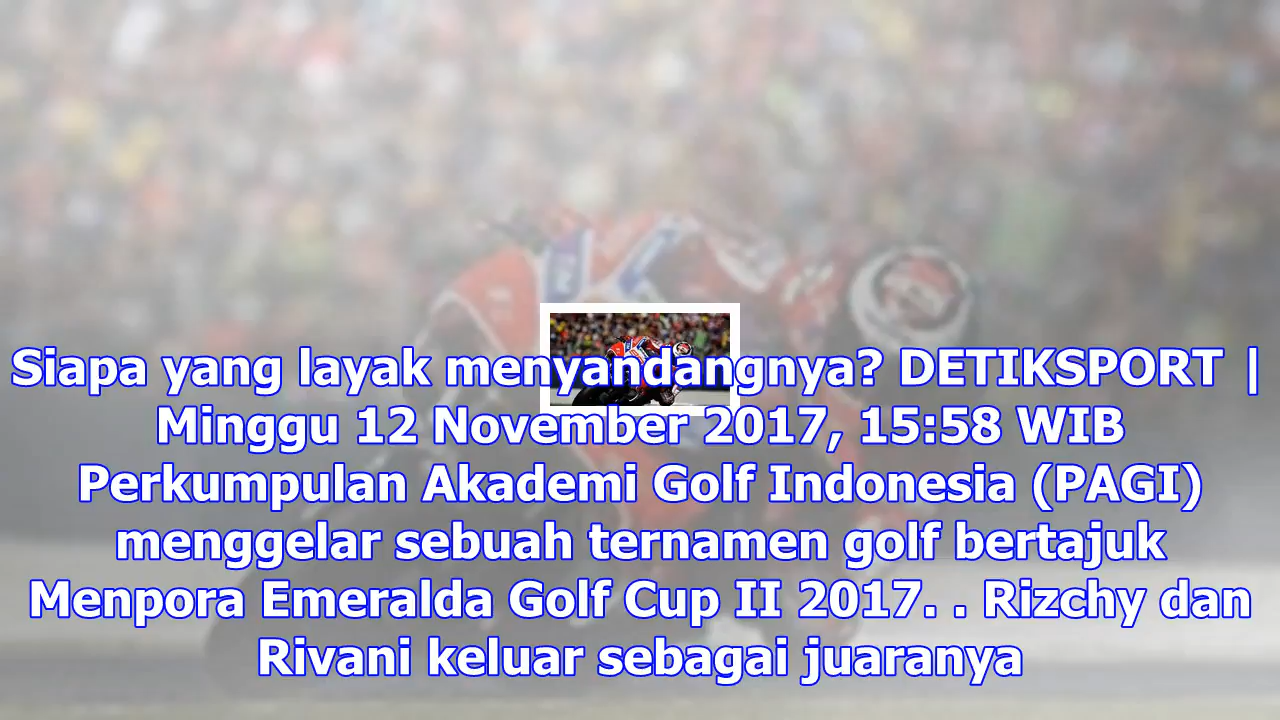 Siapa yang layak menyandangnya? DETIKSPORT |
Minggu 12 November 2017, 15:58 WIB
Perkumpulan Akademi Golf Indonesia (PAGI)
menggelar sebuah ternamen golf bertajuk
Menpora Emeralda Golf Cup II 2017. . Rizchy dan
Rivani keluar sebagai juaranya